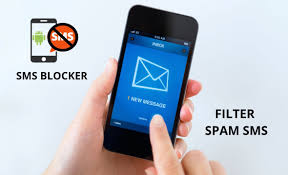 SMS
SMS BLOCKER
INBOX
1 NEW MESSAGE
FILTER
SPAM SMS